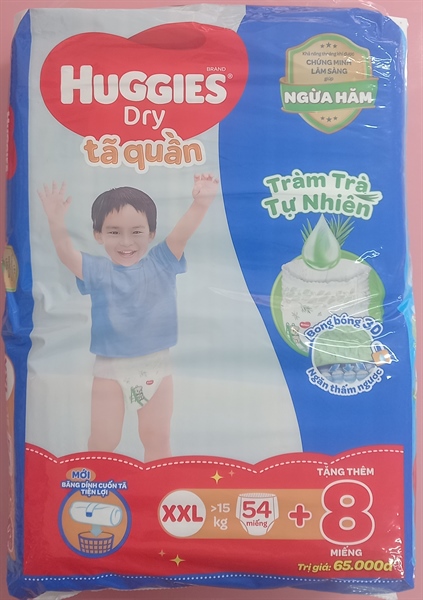 BRAND
HUGGIES®
Dry
tã quần
CHỨNG MINH
LÂM SÀNG
giúp
NGỪA HĂM
Tràm Trà
Tự Nhiên
Bong bóng 3D
Ngăn thấm ngược
MỚI
BĂNG DÍNH CUỐN TÃ
TIỆN LỢI
XXL
>15
kg
54
miếng
+
TẶNG THÊM
8
MIẾNG
Trị giá: 65.000đ